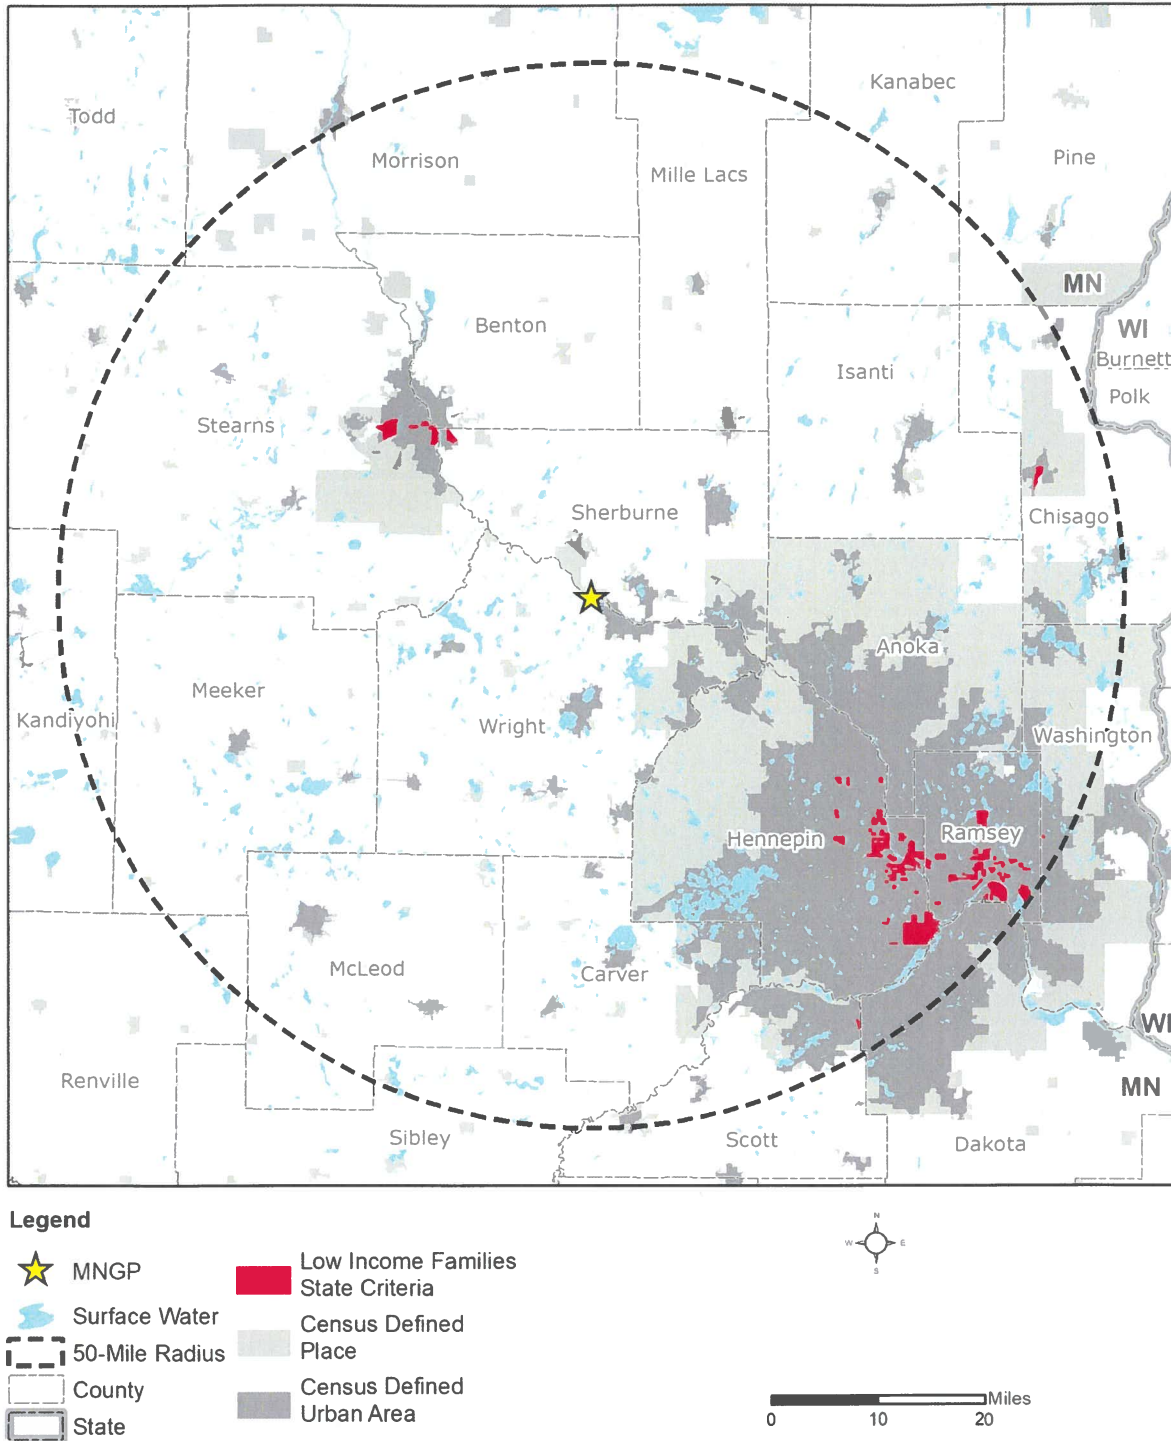 Kanabec
Todd
Morrison
Mille Lacs
Pine
MN
WI
Benton
Burnett
Isanti
Polk
Stearns
Sherburne
Chisago
Anoka
Meeker
Kandiyohi
Wright
Washington
Hennepin
Ramsey
McLeod
Carver
WI
Renville
MN
Sibley
Scott
Dakota
Legend
MNGP
Surface Water
50-Mile Radius
County
State
Low Income Families
State Criteria
Census Defined
Place
Census Defined
Urban Area
N
W E
S
Miles
0 10 20